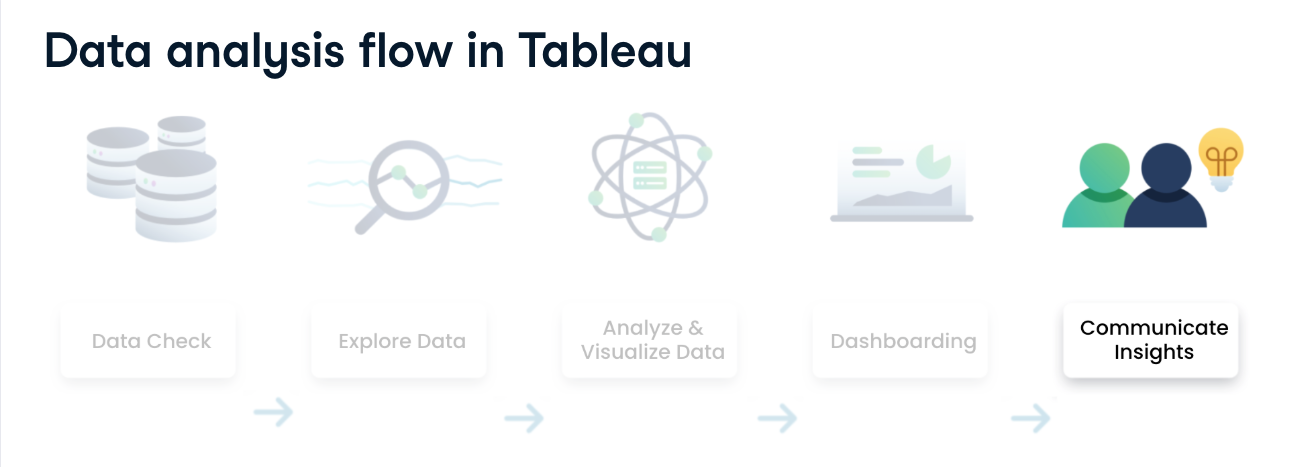 Data analysis flow in Tableau
Data Check
Explore Data
Analyze &
Visualize Data
Dashboarding
Communicate
Insights